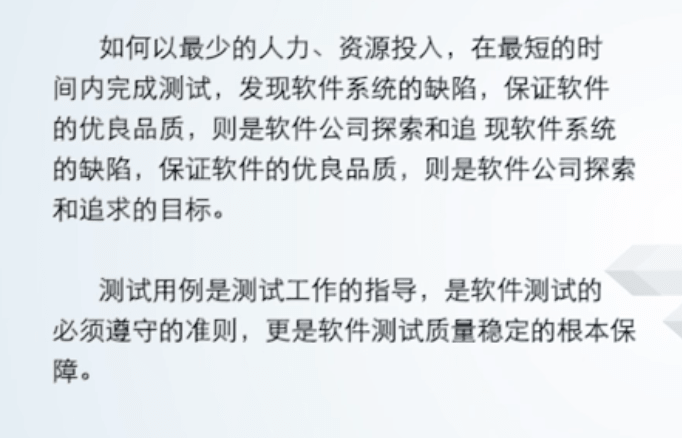 如何以最少的人力、资源投入，在最短的时
间内完成测试，发现软件系统的缺陷，保证软件
的优良品质，则是软件公司探索和追 现软件系统
的缺陷，保证软件的优良品质，则是软件公司探索
和追求的目标。
测试用例是测试工作的指导，是软件测试的
必须遵守的准则，更是软件测试质量稳定的根本保
障。